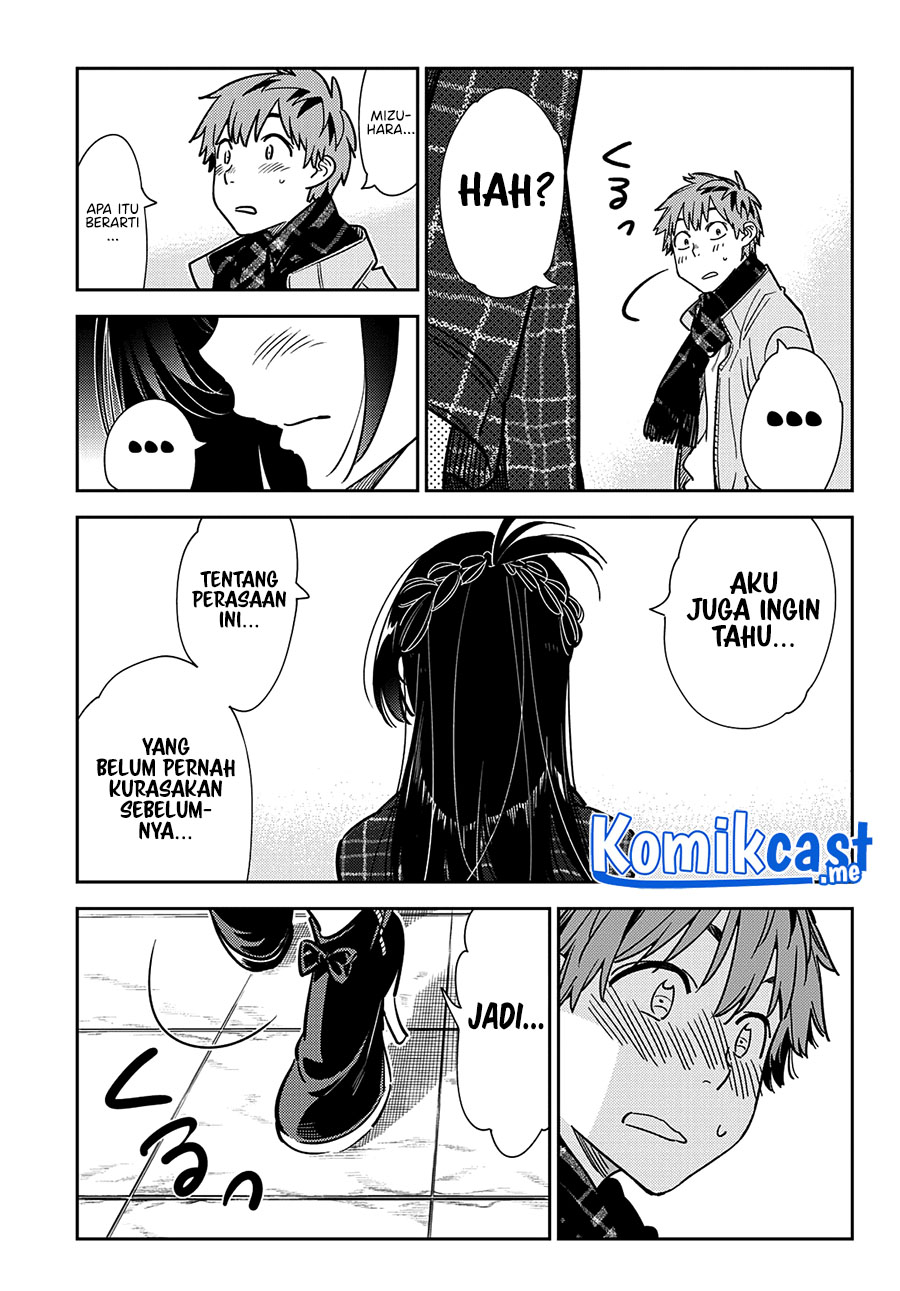 HAH?
くるっ
...
MIZU-
HARA...
APA ITU
BERARTI
...
...
AKU
JUGA INGIN
TAHU...
TENTANG
PERASAAN
INI...
YANG
BELUM PERNAH
KURASAKAN
SEBELUM-
NYA...
Komikcast
.me
JADI...
くるっ